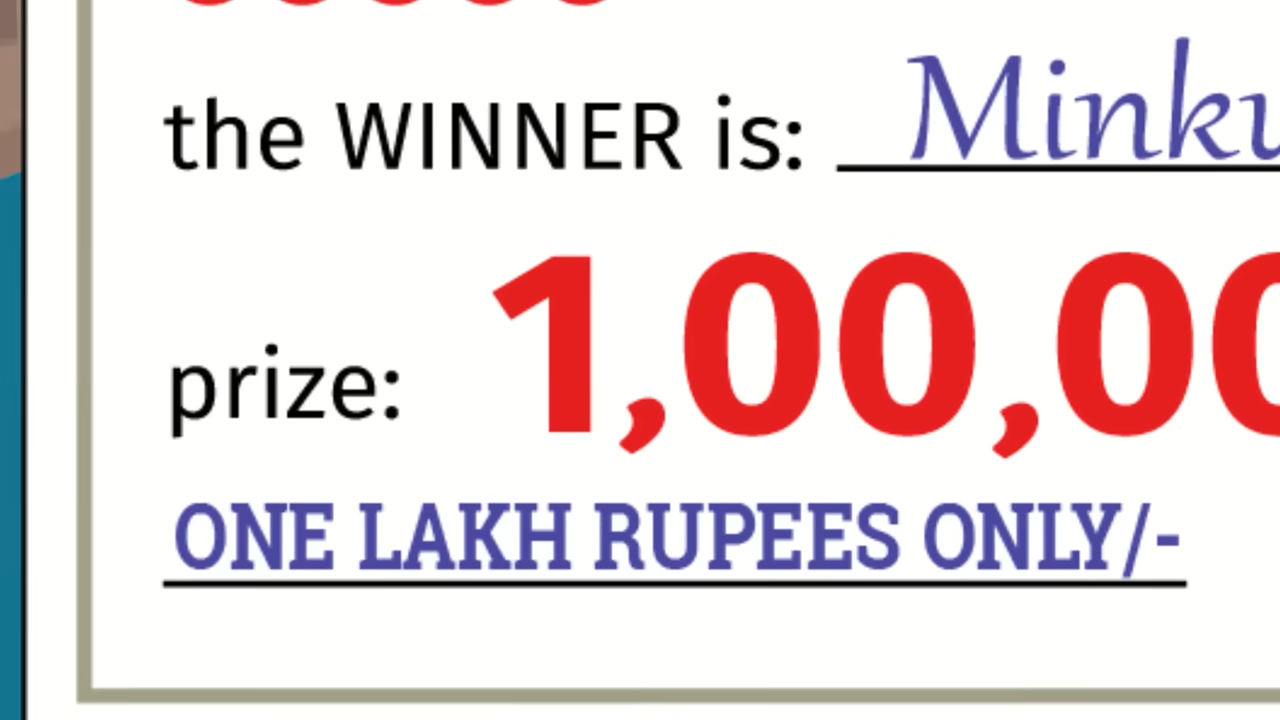 the WINNER is: Minku
prize: 1,00,00
ONE LAKH RUPEES ONLY/-